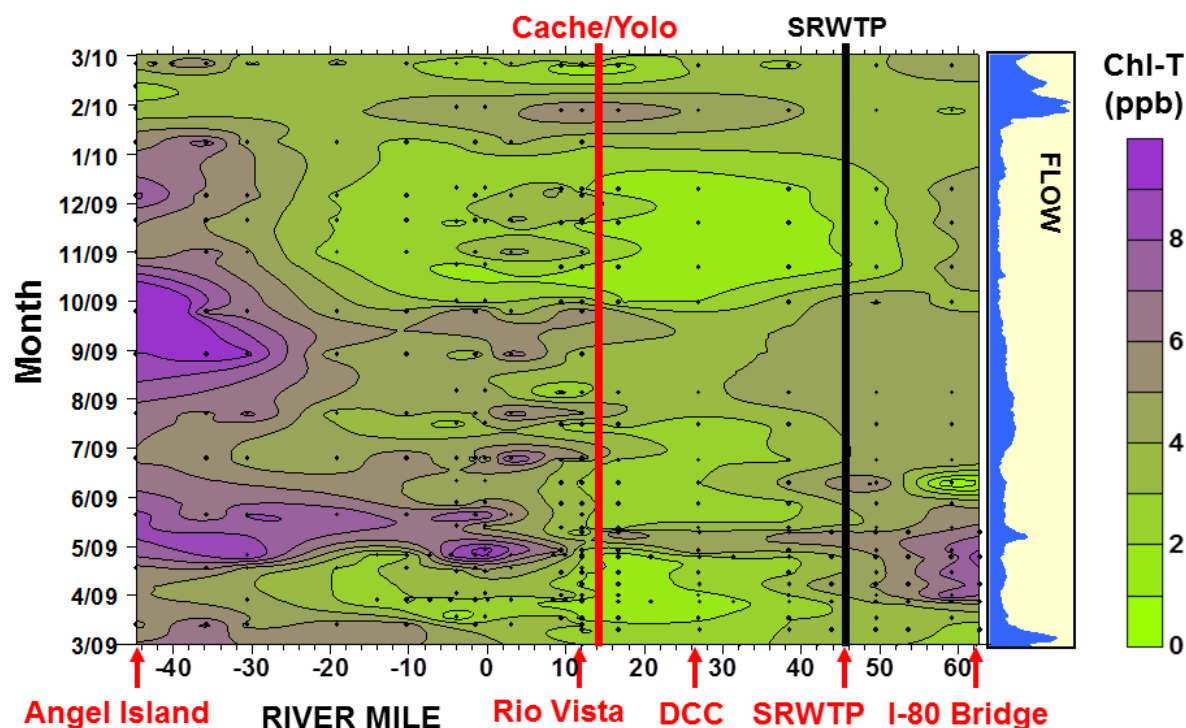 Cache/Yolo
SRWTP
3/10
2/10
1/10
12/09
11/09
10/09
9/09
8/09
7/09
6/09
5/09
4/09
3/09
Month
FLOW
Chl-T
(ppb)
8
6
4
2
0
-40 -30 -20 -10 0 10 20 30 40 50 60
Angel Island RIVER MILE Rio Vista DCC SRWTP I-80 Bridge